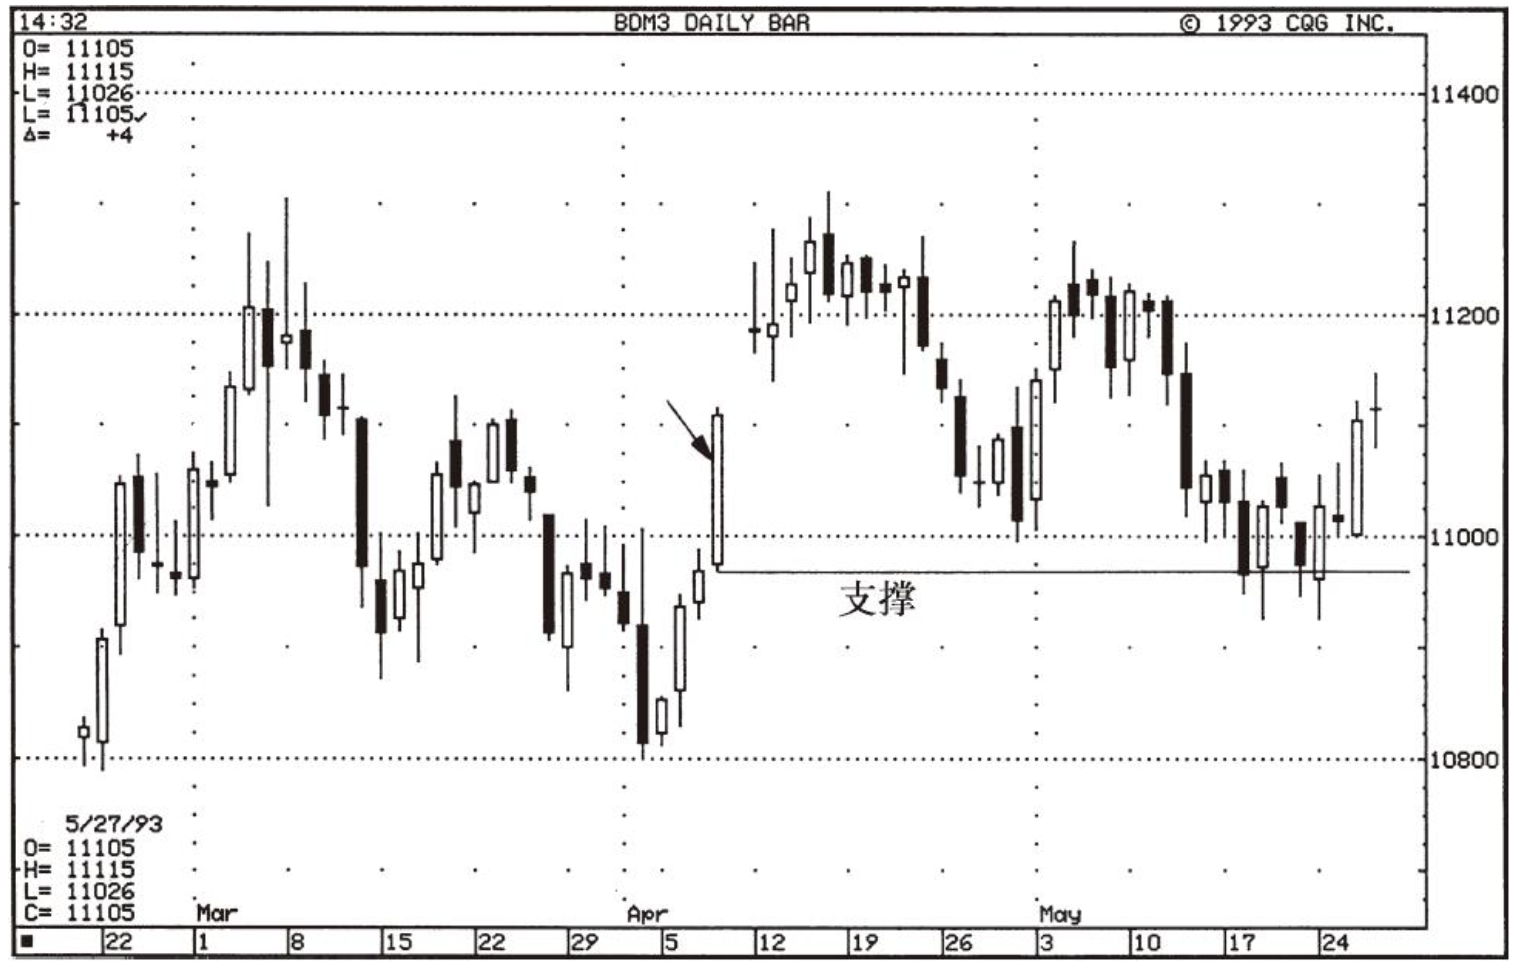 14:32 BDM3 DAILY BAR © 1993 CQG INC.
O= 11105
H= 11115
L= 11026
L= 11105✓
Δ= +4
11400
11200
11000
支撑
10800
5/27/93
O= 11105
H= 11115
L= 11026
C= 11105
Mar Apr May
22 1 8 15 22 29 5 12 19 26 3 10 17 24